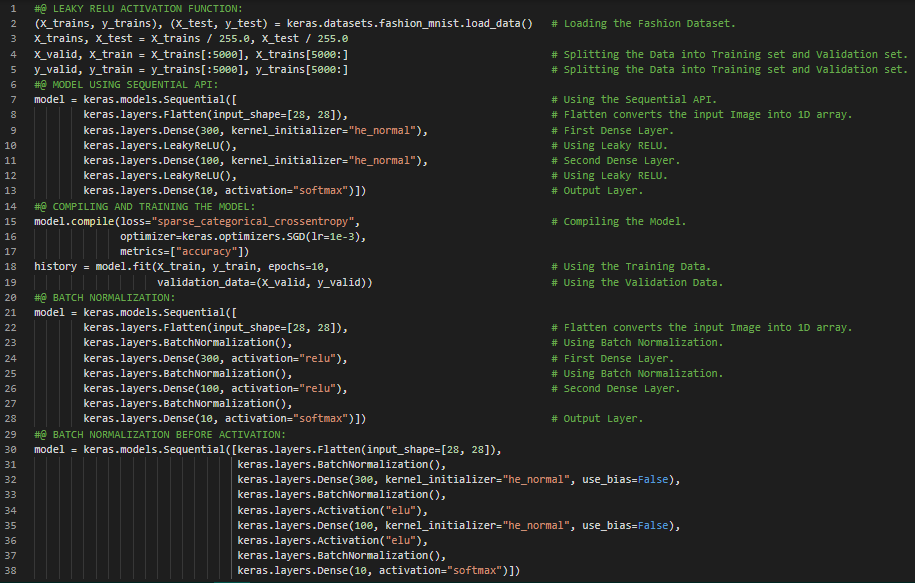 1 #@ LEAKY RELU ACTIVATION FUNCTION:
2 (X_trains, y_trains), (X_test, y_test) = keras.datasets.fashion_mnist.load_data() # Loading the Fashion Dataset.
3 X_trains, X_test = X_trains / 255.0, X_test / 255.0
4 X_valid, X_train = X_trains[:5000], X_trains[5000:] # Splitting the Data into Training set and Validation set.
5 y_valid, y_train = y_trains[:5000], y_trains[5000:] # Splitting the Data into Training set and Validation set.
6 #@ MODEL USING SEQUENTIAL API:
7 model = keras.models.Sequential([ # Using the Sequential API.
8 keras.layers.Flatten(input_shape=[28, 28]), # Flatten converts the input Image into 1D array.
9 keras.layers.Dense(300, kernel_initializer="he_normal"), # First Dense Layer.
10 keras.layers.LeakyReLU(), # Using Leaky RELU.
11 keras.layers.Dense(100, kernel_initializer="he_normal"), # Second Dense Layer.
12 keras.layers.LeakyReLU(), # Using Leaky RELU.
13 keras.layers.Dense(10, activation="softmax")]) # Output Layer.
14 #@ COMPILING AND TRAINING THE MODEL:
15 model.compile(loss="sparse_categorical_crossentropy", # Compiling the Model.
16 optimizer=keras.optimizers.SGD(lr=1e-3),
17 metrics=["accuracy"])
18 history = model.fit(X_train, y_train, epochs=10, # Using the Training Data.
19 validation_data=(X_valid, y_valid)) # Using the Validation Data.
20 #@ BATCH NORMALIZATION:
21 model = keras.models.Sequential([
22 keras.layers.Flatten(input_shape=[28, 28]), # Flatten converts the input Image into 1D array.
23 keras.layers.BatchNormalization(), # Using Batch Normalization.
24 keras.layers.Dense(300, activation="relu"), # First Dense Layer.
25 keras.layers.BatchNormalization(), # Using Batch Normalization.
26 keras.layers.Dense(100, activation="relu"), # Second Dense Layer.
27 keras.layers.BatchNormalization(),
28 keras.layers.Dense(10, activation="softmax")]) # Output Layer.
29 #@ BATCH NORMALIZATION BEFORE ACTIVATION:
30 model = keras.models.Sequential([keras.layers.Flatten(input_shape=[28, 28]),
31 keras.layers.BatchNormalization(),
32 keras.layers.Dense(300, kernel_initializer="he_normal", use_bias=False),
33 keras.layers.BatchNormalization(),
34 keras.layers.Activation("elu"),
35 keras.layers.Dense(100, kernel_initializer="he_normal", use_bias=False),
36 keras.layers.Activation("elu"),
37 keras.layers.BatchNormalization(),
38 keras.layers.Dense(10, activation="softmax")])